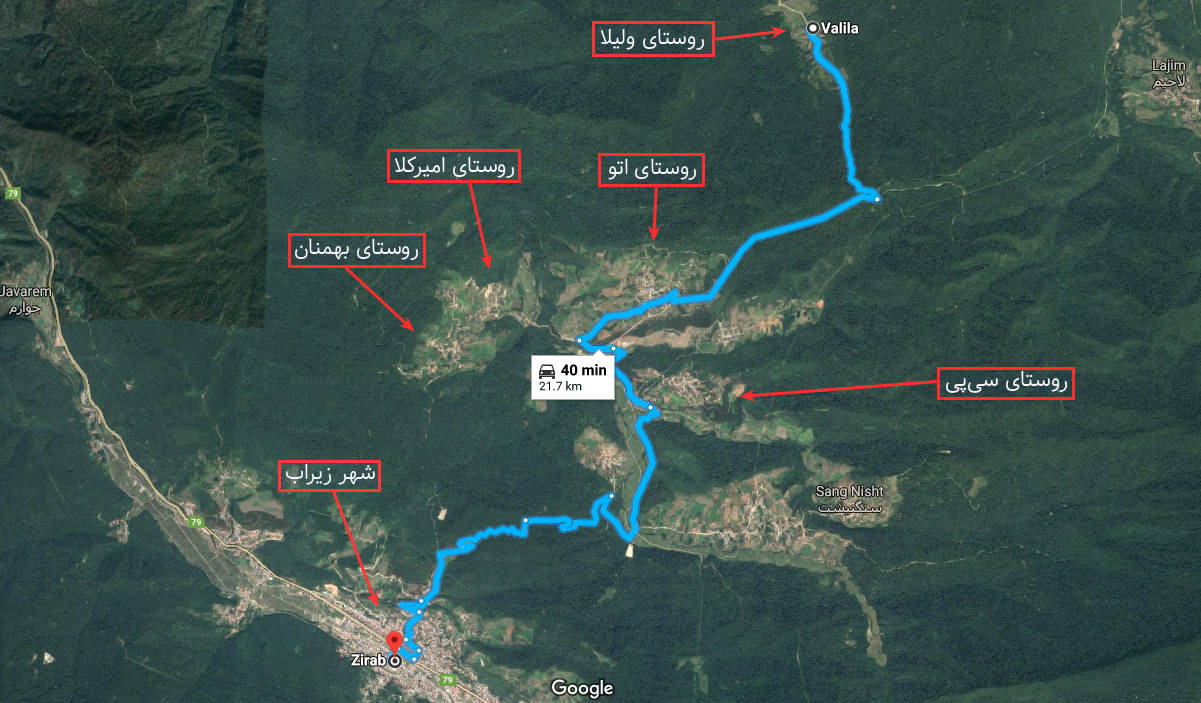 روستای ولیلا
Valila
Lajim
لاجیم
روستای امیرکلا
روستای اتو
79
روستای بهمنان
Javarem
جوارم
40 min
21.7 km
روستای سی‌پی
شهر زیراب
Sang Nisht
سنگنیشت
79
Zirab
79
Google